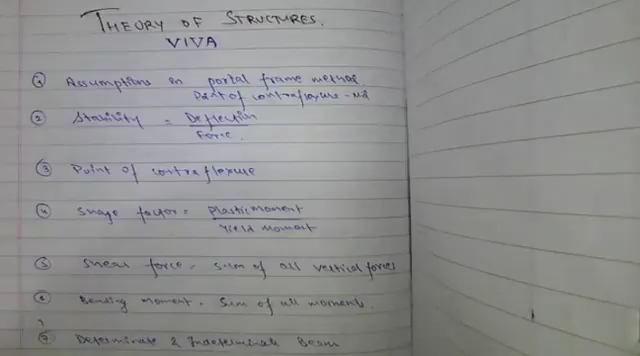 THEORY OF STRUCTURES.
VIVA
① Assumptions in portal frame method
Point of contraflexure -
② Stability = Deflection / Force.
③ Point of contraflexure
④ Shape factor = Plastic moment / Yield Moment
⑤ Shear force = Sum of all vertical forces
⑥ Bending moment = Sum of all moments.
⑦ Determinate & Indeterminate Beam